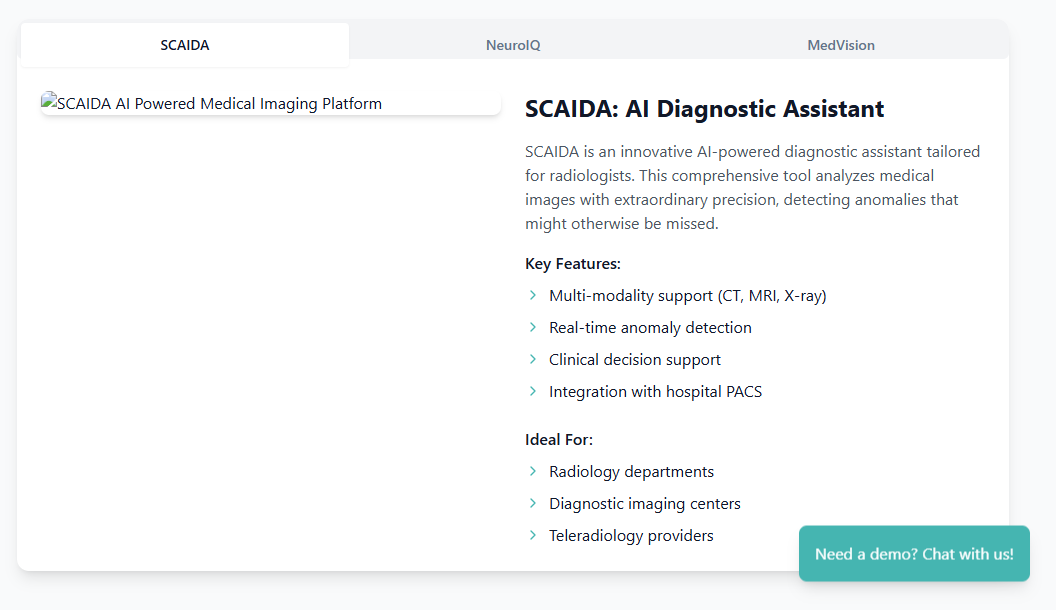 SCAIDA
NeuroIQ
MedVision
SCAIDA AI Powered Medical Imaging Platform
SCAIDA: AI Diagnostic Assistant
SCAIDA is an innovative AI-powered diagnostic assistant tailored
for radiologists. This comprehensive tool analyzes medical
images with extraordinary precision, detecting anomalies that
might otherwise be missed.
Key Features:
Multi-modality support (CT, MRI, X-ray)
Real-time anomaly detection
Clinical decision support
Integration with hospital PACS
Ideal For:
Radiology departments
Diagnostic imaging centers
Teleradiology providers
Need a demo? Chat with us!